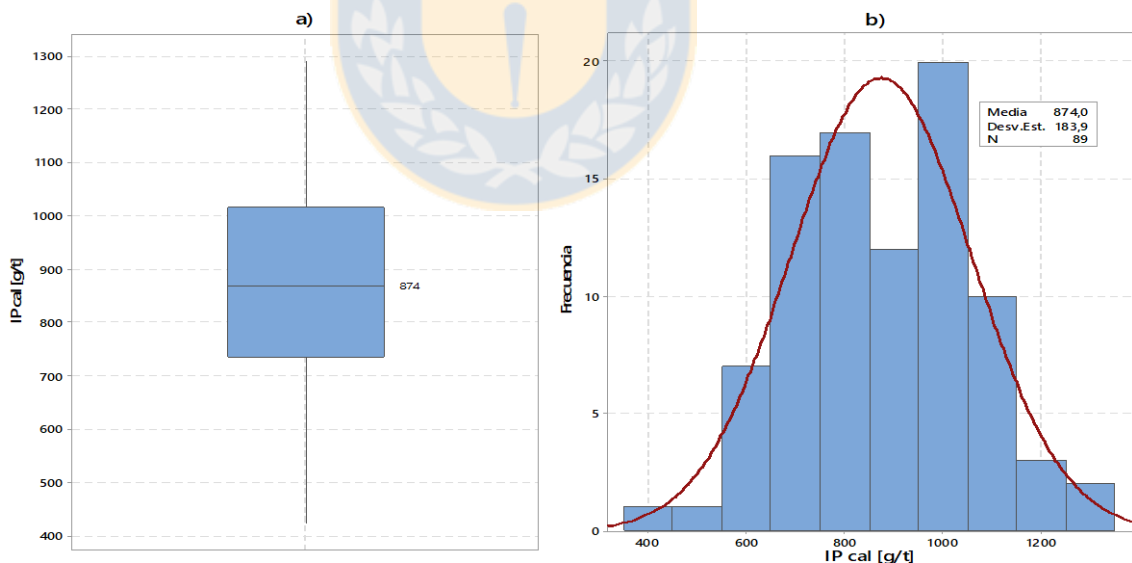 a)
1300
1200
1100
1000
900
800
700
600
500
400
IP cal [g/t]
874
b)
20
15
10
5
0
Frecuencia
Media 874,0
Desv.Est. 183,9
N 89
400 600 800 1000 1200
IP cal [g/t]